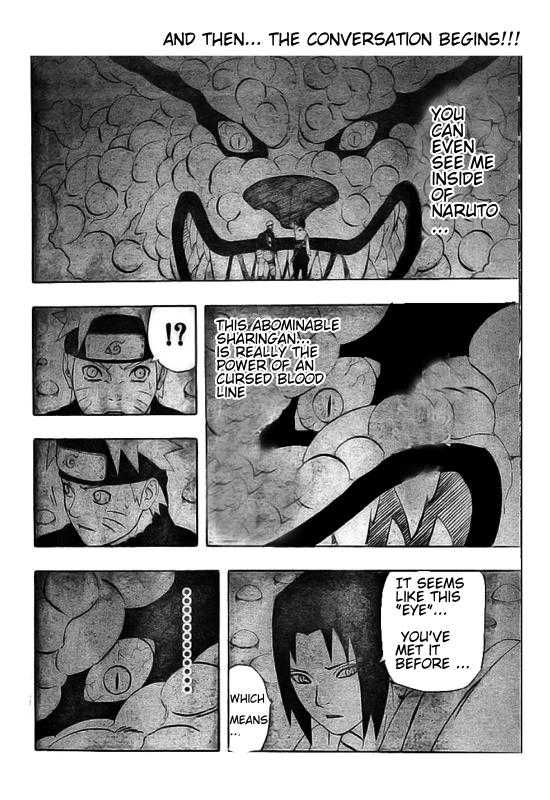 AND THEN... THE CONVERSATION BEGINS!!!
YOU
CAN
EVEN
SEE ME
INSIDE
OF
NARUTO
...
!?
THIS ABOMINABLE
SHARINGAN...
IS REALLY THE
POWER OF AN
CURSED BLOOD
LINE
IT SEEMS
LIKE THIS
"EYE"...
YOU'VE
MET IT
BEFORE ...
WHICH
MEANS
...